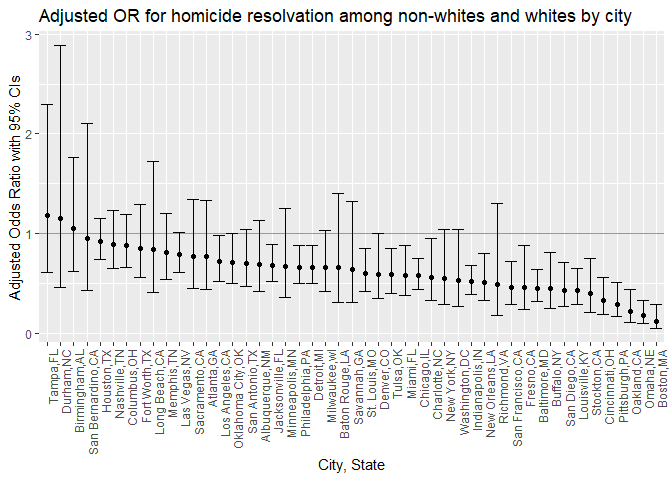 Adjusted OR for homicide resolvation among non-whites and whites by city
Adjusted Odds Ratio with 95% CIs
3
2
1
0
Tampa,FL
Durham,NC
Birmingham,AL
San Bernardino,CA
Houston,TX
Nashville,TN
Columbus,OH
Fort Worth,TX
Long Beach,CA
Memphis,TN
Las Vegas,NV
Sacramento,CA
Atlanta,GA
Los Angeles,CA
Oklahoma City,OK
San Antonio,TX
Albuquerque,NM
Jacksonville,FL
Minneapolis,MN
Philadelphia,PA
Detroit,MI
Milwaukee,wI
Baton Rouge,LA
Savannah,GA
St. Louis,MO
Denver,CO
Tulsa,OK
Miami,FL
Chicago,IL
Charlotte,NC
New York,NY
Washington,DC
Indianapolis,IN
New Orleans,LA
Richmond,VA
San Francisco,CA
Fresno,CA
Baltimore,MD
Buffalo,NY
San Diego,CA
Louisville,KY
Stockton,CA
Cincinnati,OH
Pittsburgh,PA
Oakland,CA
Omaha,NE
Boston,MA
City, State